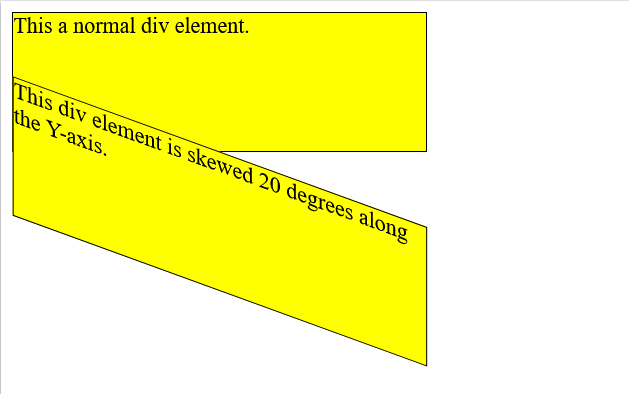 This a normal div element.
This div element is skewed 20 degrees along
the Y-axis.